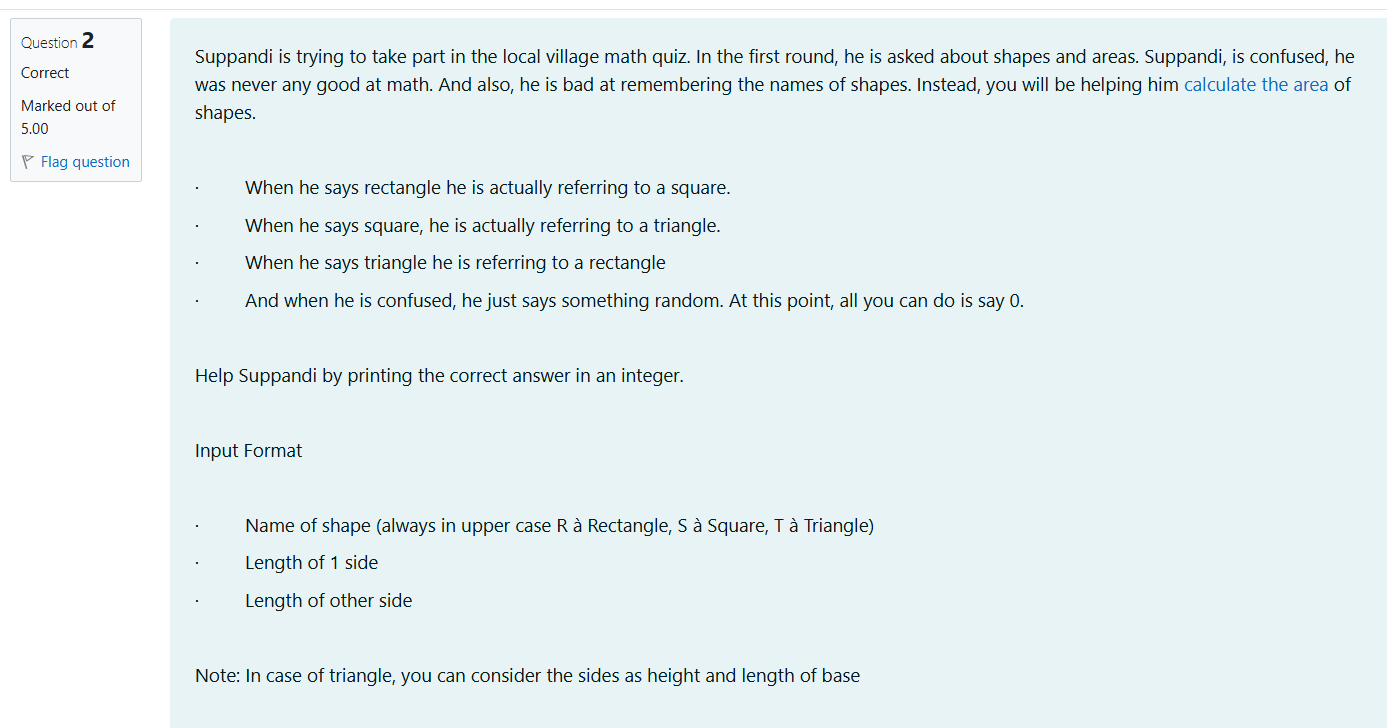 Question 2
Correct
Marked out of
5.00
Flag question
Suppandi is trying to take part in the local village math quiz. In the first round, he is asked about shapes and areas. Suppandi, is confused, he
was never any good at math. And also, he is bad at remembering the names of shapes. Instead, you will be helping him calculate the area of
shapes.
· When he says rectangle he is actually referring to a square.
· When he says square, he is actually referring to a triangle.
· When he says triangle he is referring to a rectangle
· And when he is confused, he just says something random. At this point, all you can do is say 0.
Help Suppandi by printing the correct answer in an integer.
Input Format
· Name of shape (always in upper case R à Rectangle, S à Square, T à Triangle)
· Length of 1 side
· Length of other side
Note: In case of triangle, you can consider the sides as height and length of base